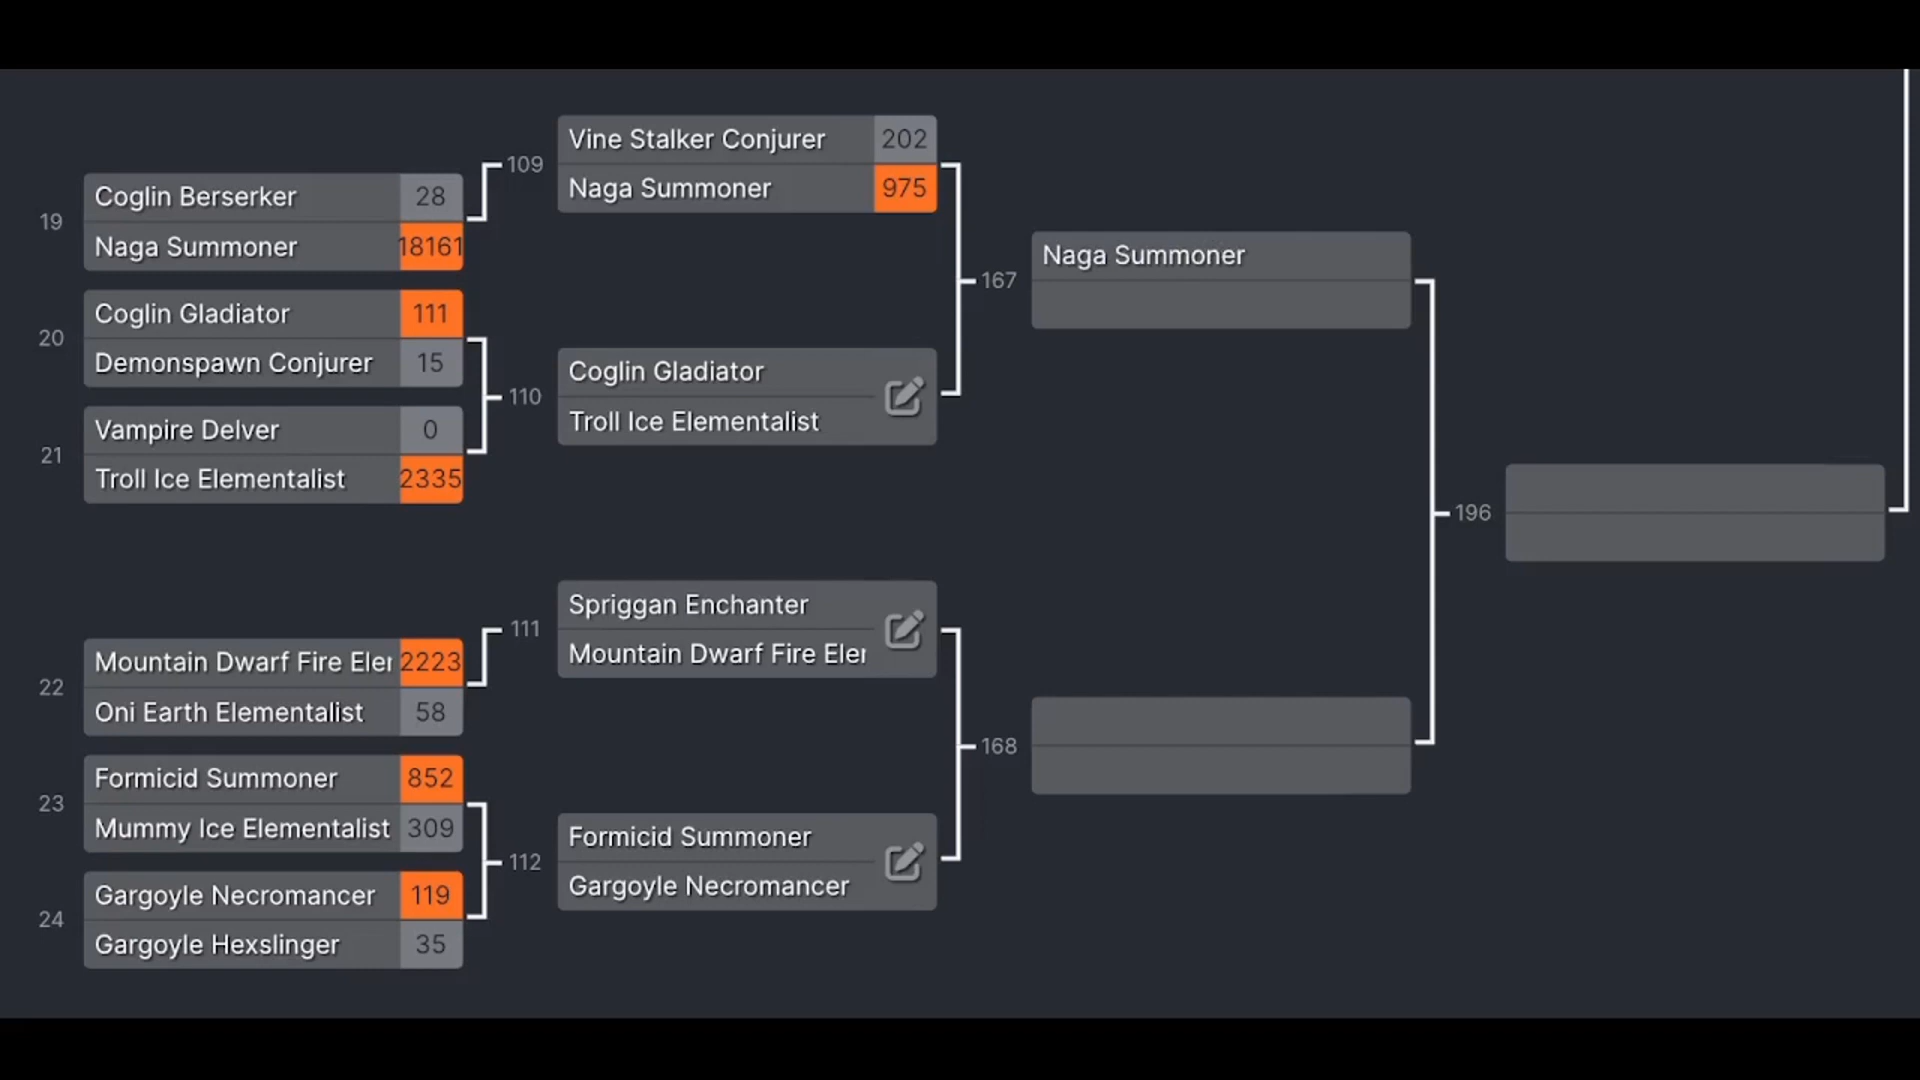 19
Coglin Berserker 28
Naga Summoner 18161
20
Coglin Gladiator 111
Demonspawn Conjurer 15
21
Vampire Delver 0
Troll Ice Elementalist 2335
22
Mountain Dwarf Fire Eler 2223
Oni Earth Elementalist 58
23
Formicid Summoner 852
Mummy Ice Elementalist 309
24
Gargoyle Necromancer 119
Gargoyle Hexslinger 35
109
Vine Stalker Conjurer 202
Naga Summoner 975
110
Coglin Gladiator
Troll Ice Elementalist
111
Spriggan Enchanter
Mountain Dwarf Fire Eler
112
Formicid Summoner
Gargoyle Necromancer
167
Naga Summoner
168
196